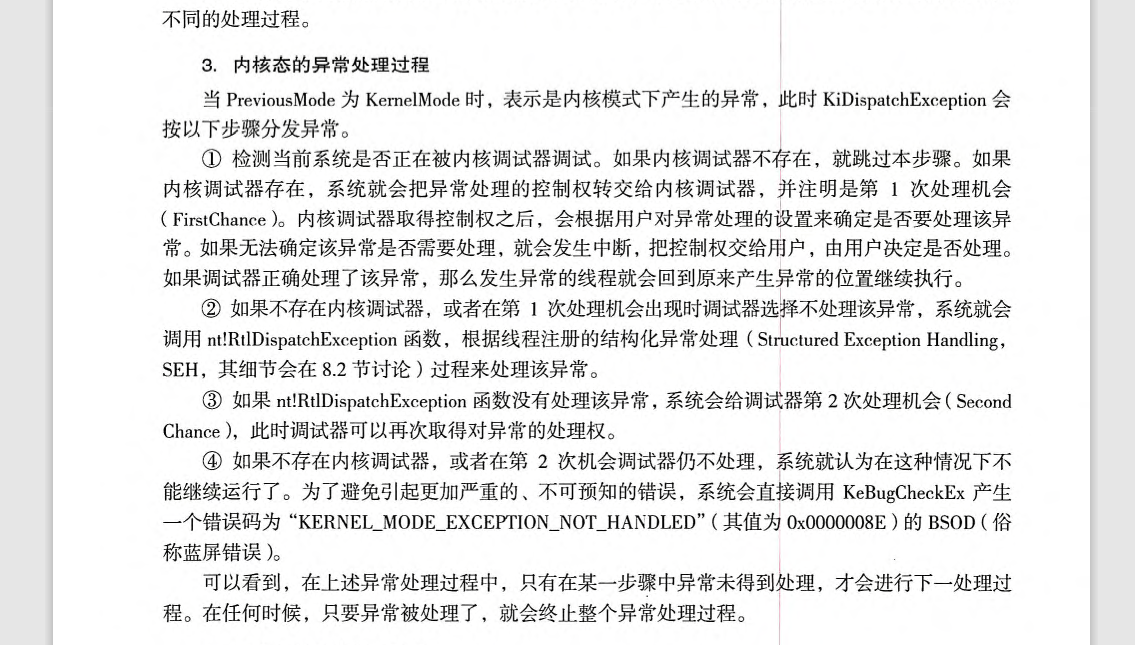 不同的处理过程。
3. 内核态的异常处理过程
当 PreviousMode 为 KernelMode 时，表示是内核模式下产生的异常，此时 KiDispatchException 会
按以下步骤分发异常。
① 检测当前系统是否正在被内核调试器调试。如果内核调试器不存在，就跳过本步骤。如果
内核调试器存在，系统就会把异常处理的控制权转交给内核调试器，并注明是第 1 次处理机会
（FirstChance）。内核调试器取得控制权之后，会根据用户对异常处理的设置来确定是否要处理该异
常。如果无法确定该异常是否需要处理，就会发生中断，把控制权交给用户，由用户决定是否处理。
如果调试器正确处理了该异常，那么发生异常的线程就会回到原来产生异常的位置继续执行。
② 如果不存在内核调试器，或者在第 1 次处理机会出现时调试器选择不处理该异常，系统就会
调用 nt!RtlDispatchException 函数，根据线程注册的结构化异常处理（Structured Exception Handling，
SEH，其细节会在 8.2 节讨论）过程来处理该异常。
③ 如果 nt!RtlDispatchException 函数没有处理该异常，系统会给调试器第 2 次处理机会（Second
Chance），此时调试器可以再次取得对异常的处理权。
④ 如果不存在内核调试器，或者在第 2 次机会调试器仍不处理，系统就认为在这种情况下不
能继续运行了。为了避免引起更加严重的、不可预知的错误，系统会直接调用 KeBugCheckEx 产生
一个错误码为“KERNEL_MODE_EXCEPTION_NOT_HANDLED”（其值为 0x0000008E）的 BSOD（俗
称蓝屏错误）。
可以看到，在上述异常处理过程中，只有在某一步骤中异常未得到处理，才会进行下一处理过
程。在任何时候，只要异常被处理了，就会终止整个异常处理过程。